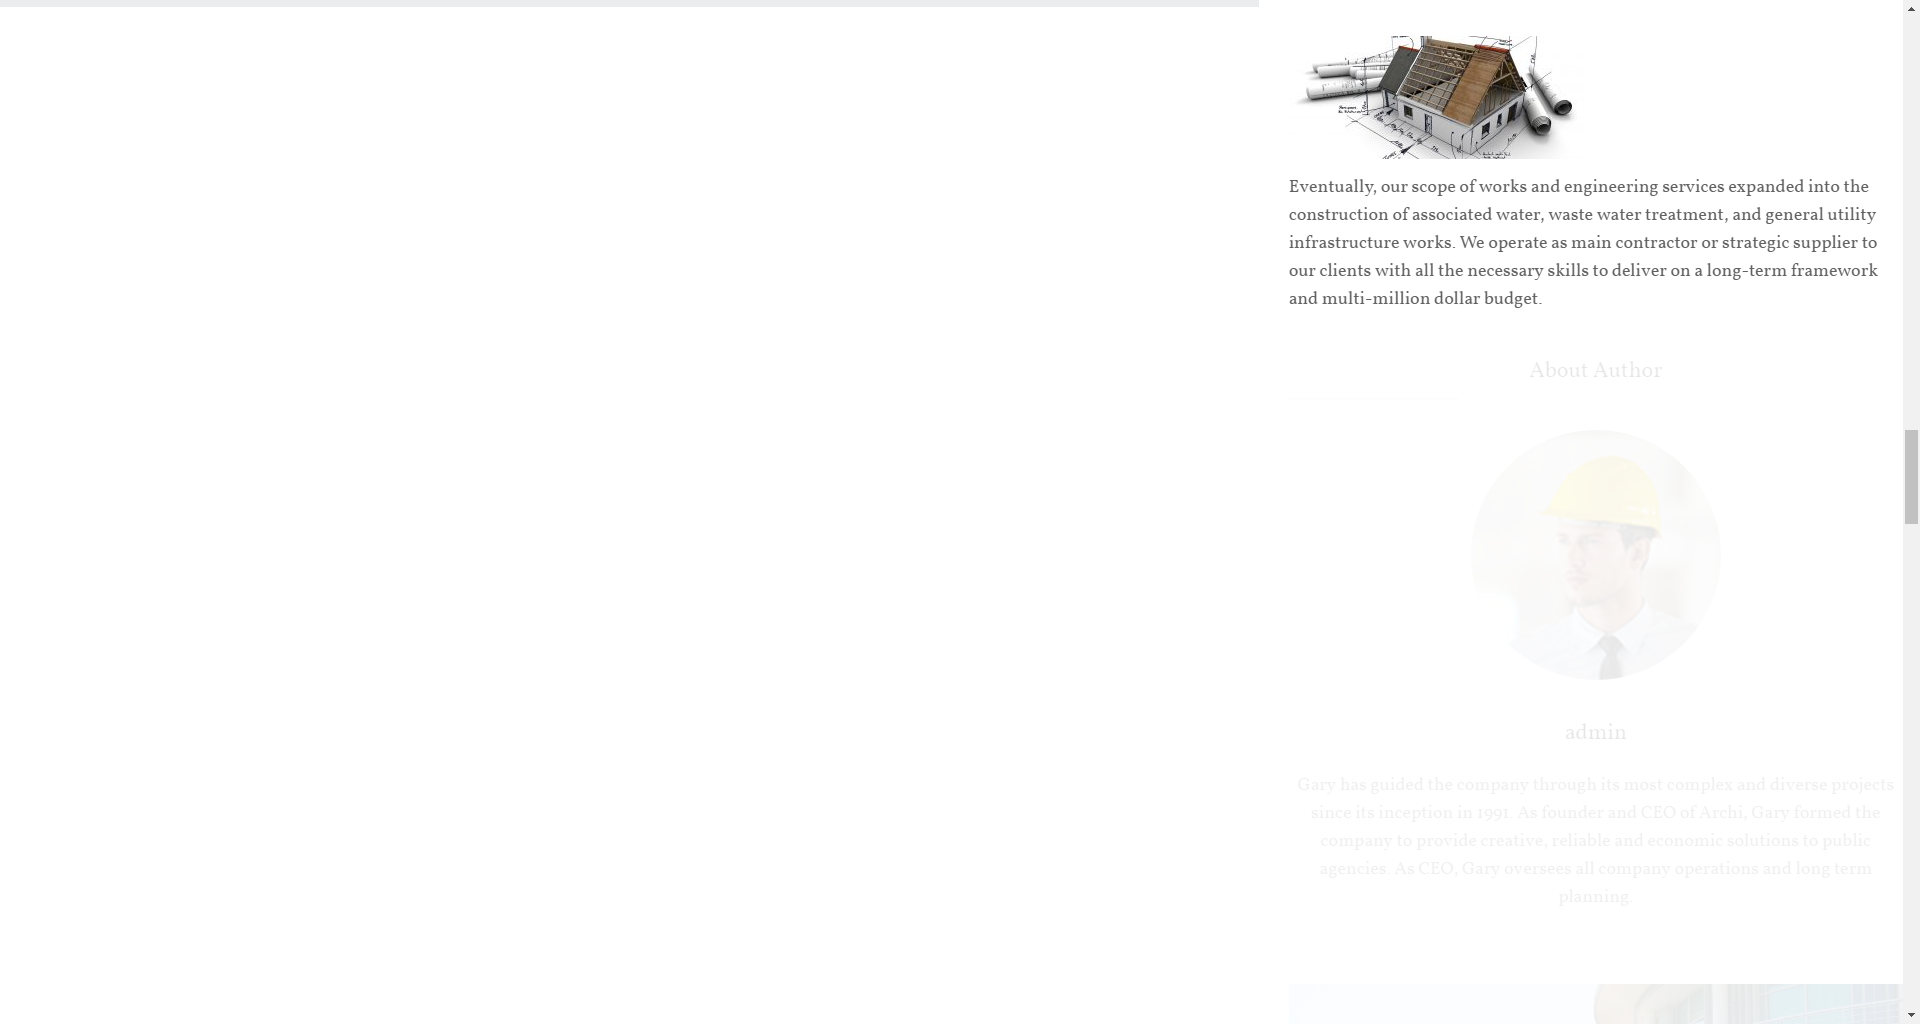 Eventually, our scope of works and engineering services expanded into the
construction of associated water, waste water treatment, and general utility
infrastructure works. We operate as main contractor or strategic supplier to
our clients with all the necessary skills to deliver on a long-term framework
and multi-million dollar budget.
About Author
admin
Gary has guided the company through its most complex and diverse projects
since its inception in 1991. As founder and CEO of Archi, Gary formed the
company to provide creative, reliable and economic solutions to public
agencies. As CEO, Gary oversees all company operations and long term
planning.